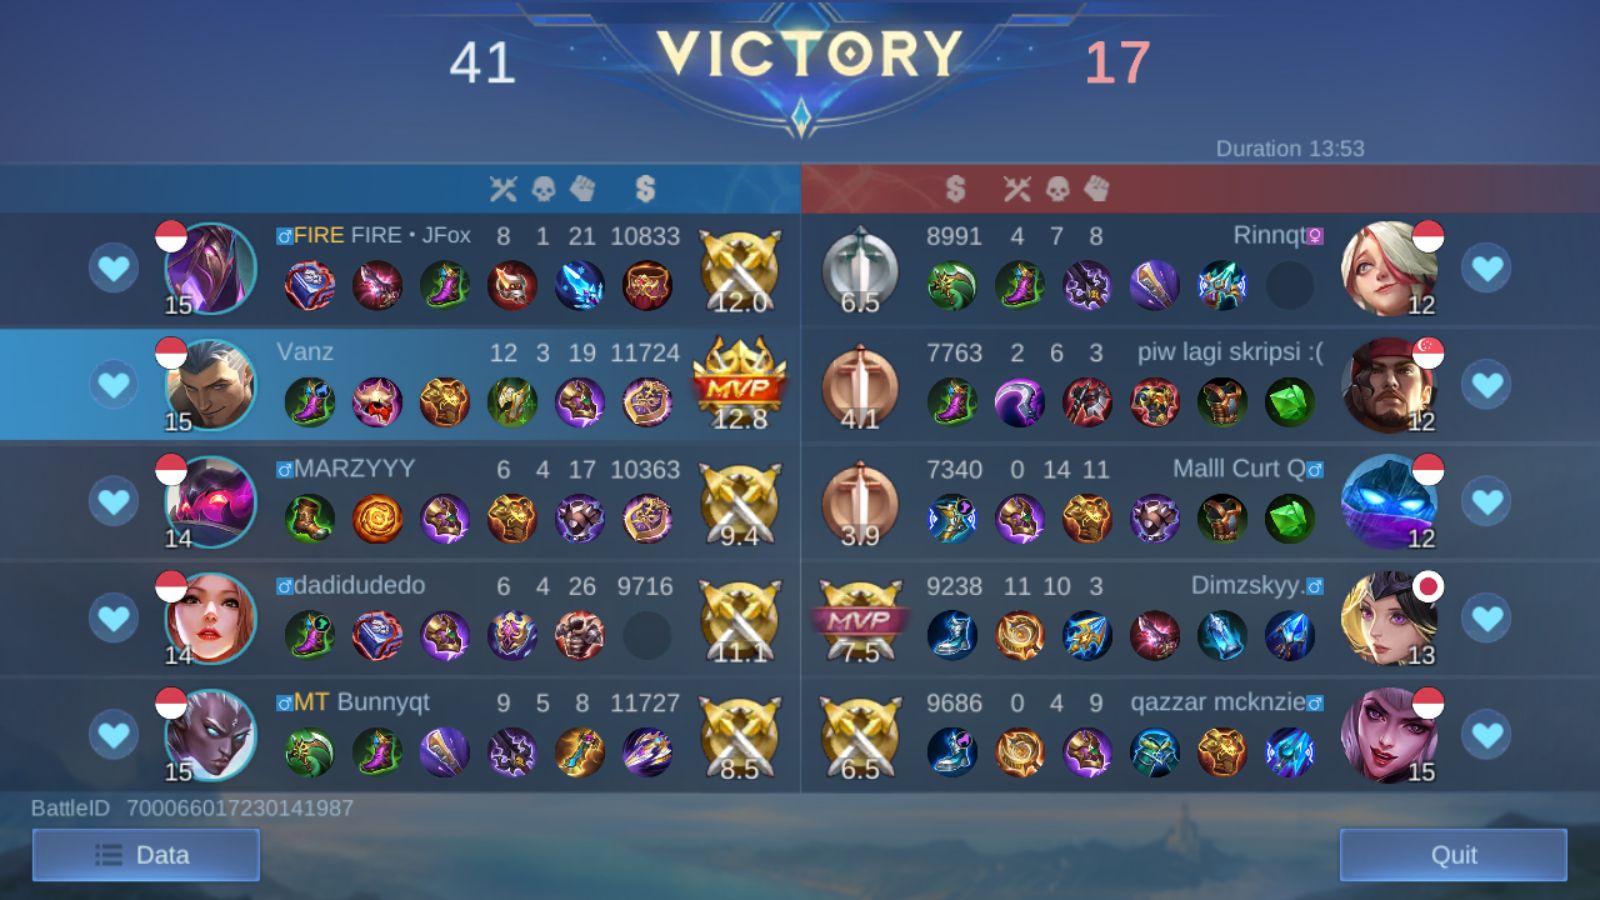 41 VICTORY 17
Duration 13:53
FIRE FIRE • JFox 8 1 21 10833
15 12.0
8991 4 7 8 Rinnqt
6.5 12
Vanz 12 3 19 11724
15 MVP 12.8
7763 2 6 3 piw lagi skripsi :(
4.1 12
MARZYYY 6 4 17 10363
14 9.4
7340 0 14 11 Malll Curt Q
3.9 12
dadidudedo 6 4 26 9716
14 11.1
9238 11 10 3 Dimzskyy.
MVP 7.5 13
MT Bunnyqt 9 5 8 11727
15 8.5
9686 0 4 9 qazzar mcknzie
6.5 15
BattleID 700066017230141987
Data
Quit